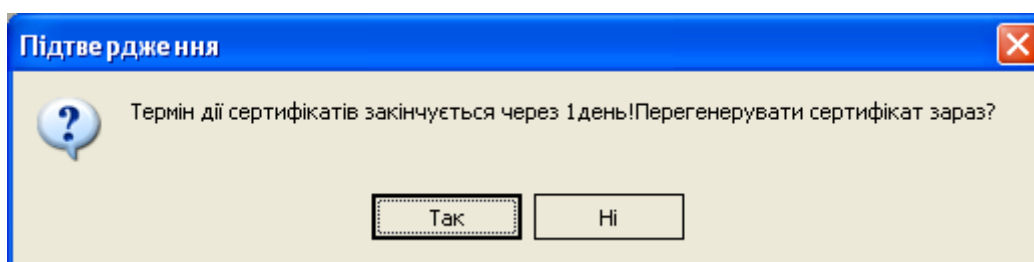 Підтвердження
Термін дії сертифікатів закінчується через 1день!Перегенерувати сертифікат зараз?
Так
Ні